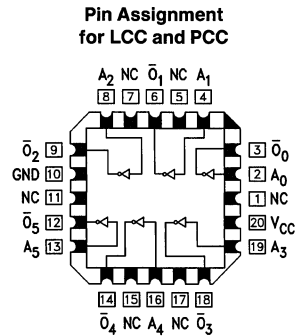 Pin Assignment
for LCC and PCC
A₂ NC Ō₁ NC A₁
8 7 6 5 4
Ō₂ 9
GND 10
NC 11
Ō₅ 12
A₅ 13
3 Ō₀
2 A₀
1 NC
20 VCC
19 A₃
14 15 16 17 18
Ō₄ NC A₄ NC Ō₃